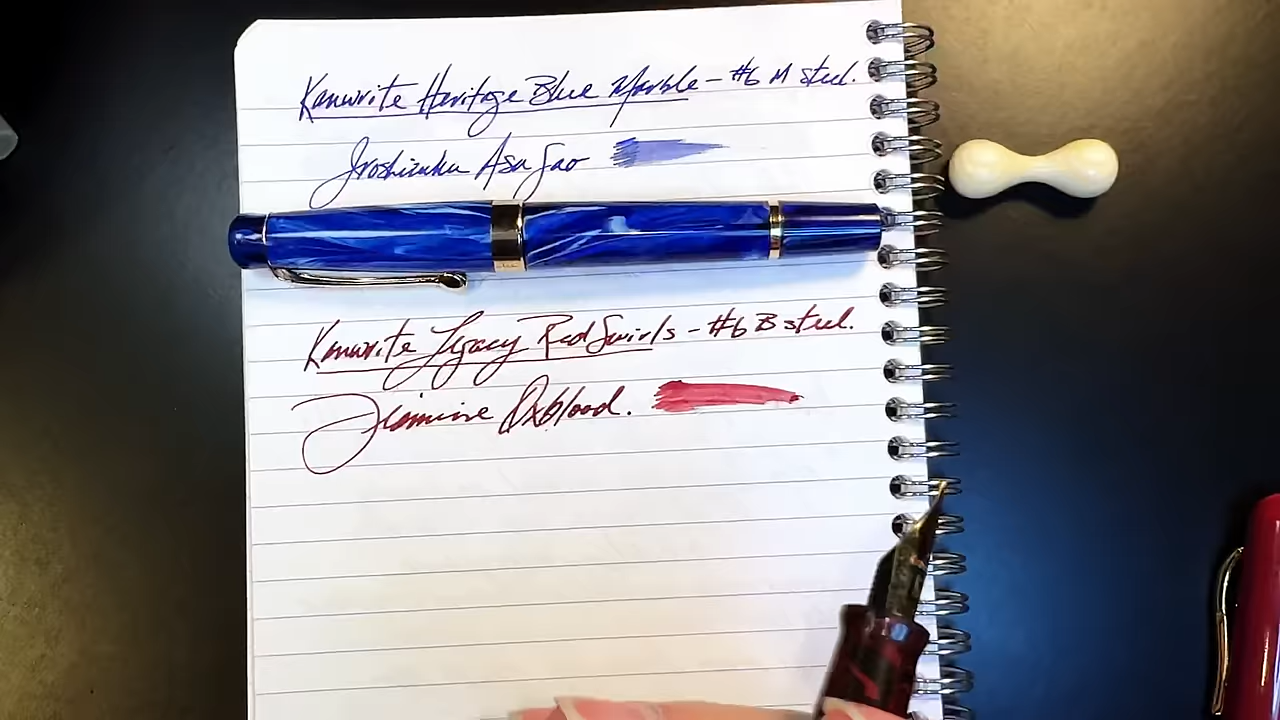 Kanwrite Heritage Blue Marble - #6 M steel.
Iroshizuku Asa Gao
Kanwrite Legacy Red Swirls - #6 B steel.
Diamine Oxblood.